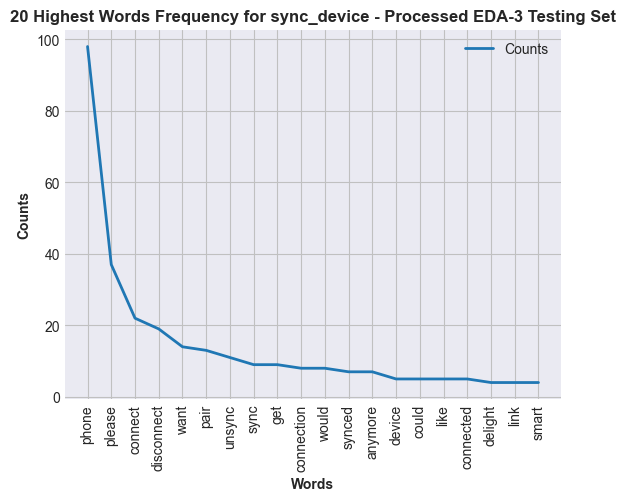 20 Highest Words Frequency for sync_device - Processed EDA-3 Testing Set
Counts
100
80
60
40
20
0
Counts
phone
please
connect
disconnect
want
pair
unsync
sync
get
connection
would
synced
anymore
device
could
like
connected
delight
link
smart
Words